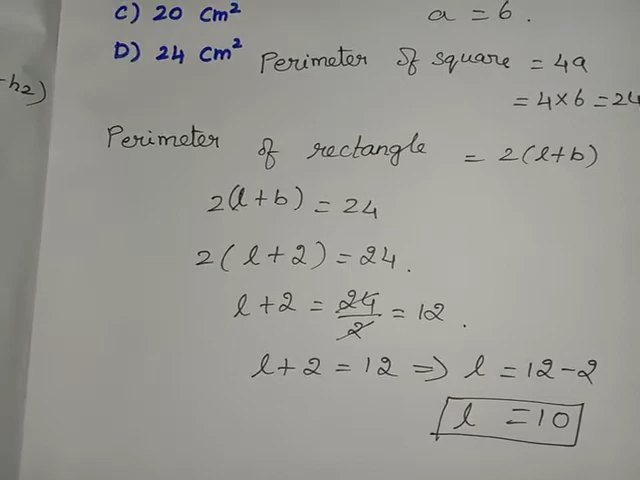 C) 20 cm²
a = 6.
D) 24 cm²
Perimeter of square = 4a
-h2)
= 4×6 = 24
Perimeter of rectangle = 2(l+b)
2(l+b) = 24
2(l+2) = 24.
l+2 = 24/2 = 12.
l+2 = 12 ⇒ l = 12-2
l = 10